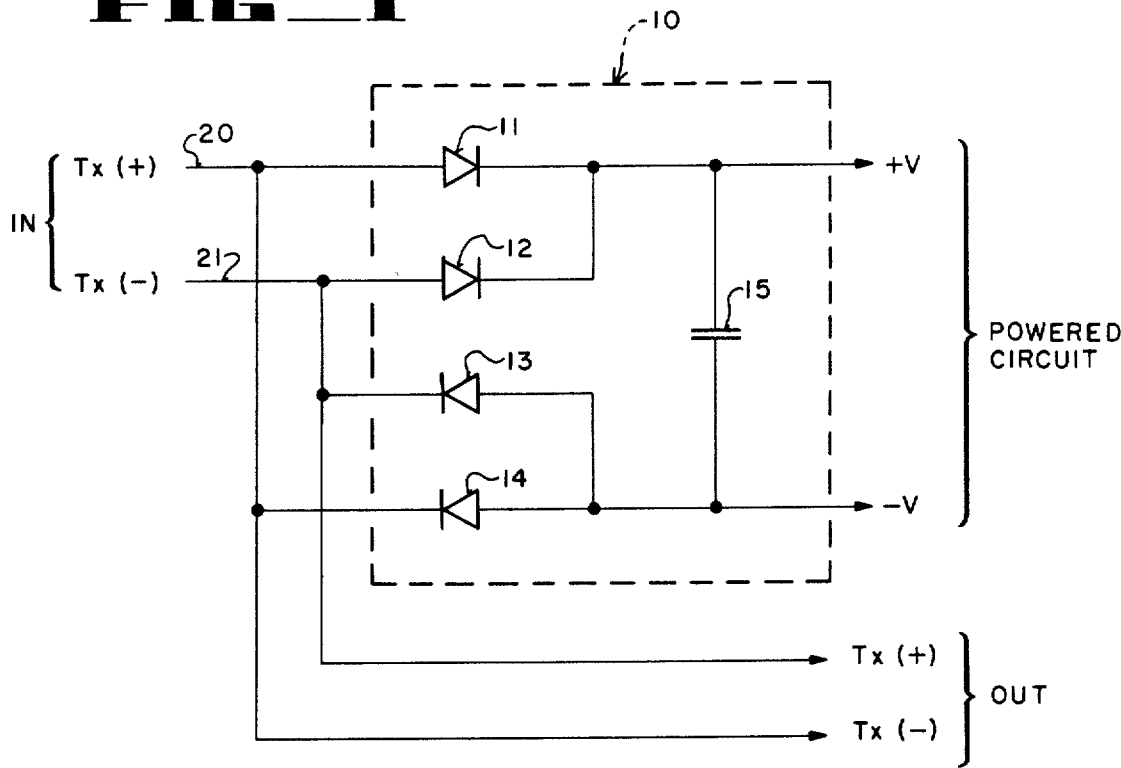 FIG_1
10
11
20
Tx (+)
+V
IN
12
21
Tx (-)
15
POWERED
CIRCUIT
13
14
-V
Tx (+)
OUT
Tx (-)